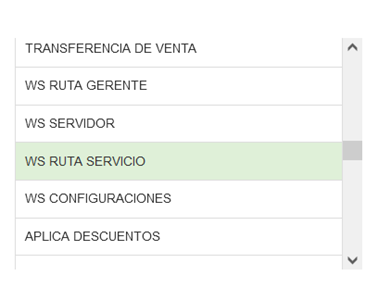 TRANSFERENCIA DE VENTA
WS RUTA GERENTE
WS SERVIDOR
WS RUTA SERVICIO
WS CONFIGURACIONES
APLICA DESCUENTOS